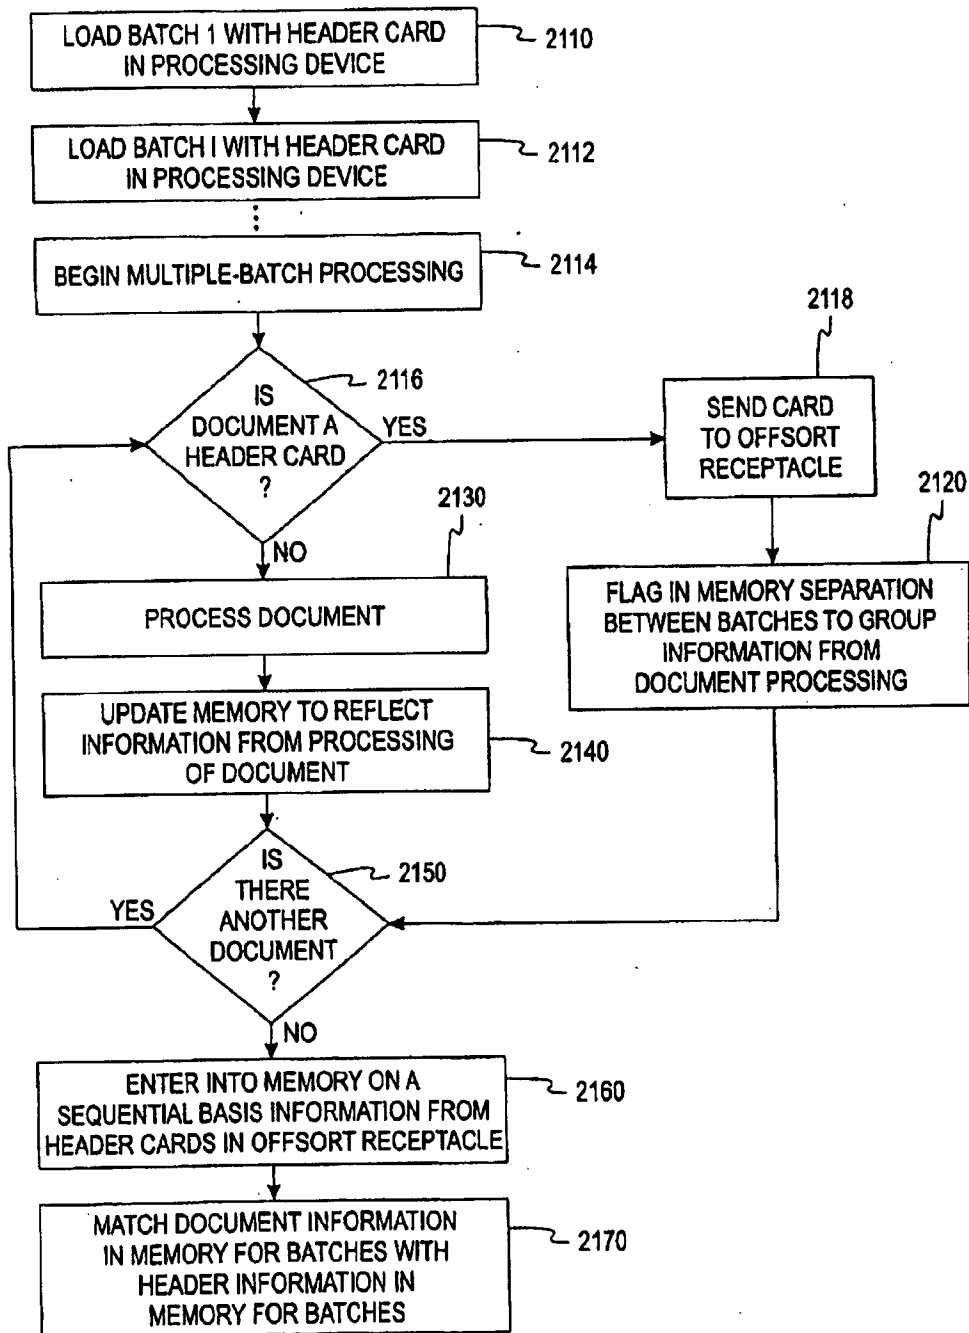 LOAD BATCH 1 WITH HEADER CARD
IN PROCESSING DEVICE
2110
LOAD BATCH I WITH HEADER CARD
IN PROCESSING DEVICE
2112
BEGIN MULTIPLE-BATCH PROCESSING
2114
IS
DOCUMENT A
HEADER CARD
?
2116
YES
NO
2118
SEND CARD
TO OFFSORT
RECEPTACLE
2120
FLAG IN MEMORY SEPARATION
BETWEEN BATCHES TO GROUP
INFORMATION FROM
DOCUMENT PROCESSING
2130
PROCESS DOCUMENT
UPDATE MEMORY TO REFLECT
INFORMATION FROM PROCESSING
OF DOCUMENT
2140
IS
THERE
ANOTHER
DOCUMENT
?
2150
YES
NO
ENTER INTO MEMORY ON A
SEQUENTIAL BASIS INFORMATION FROM
HEADER CARDS IN OFFSORT RECEPTACLE
2160
MATCH DOCUMENT INFORMATION
IN MEMORY FOR BATCHES WITH
HEADER INFORMATION IN
MEMORY FOR BATCHES
2170